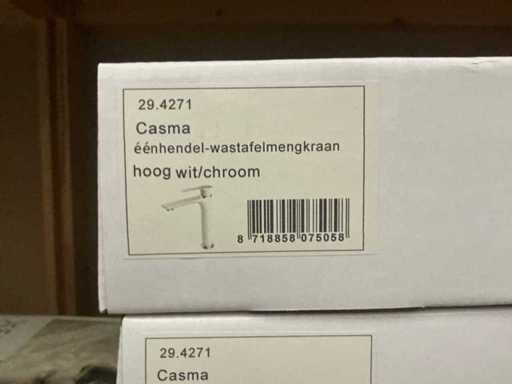 29.4271
Casma
éénhendel-wastafelmengkraan
hoog wit/chroom
8 718858 075058
29.4271
Casma